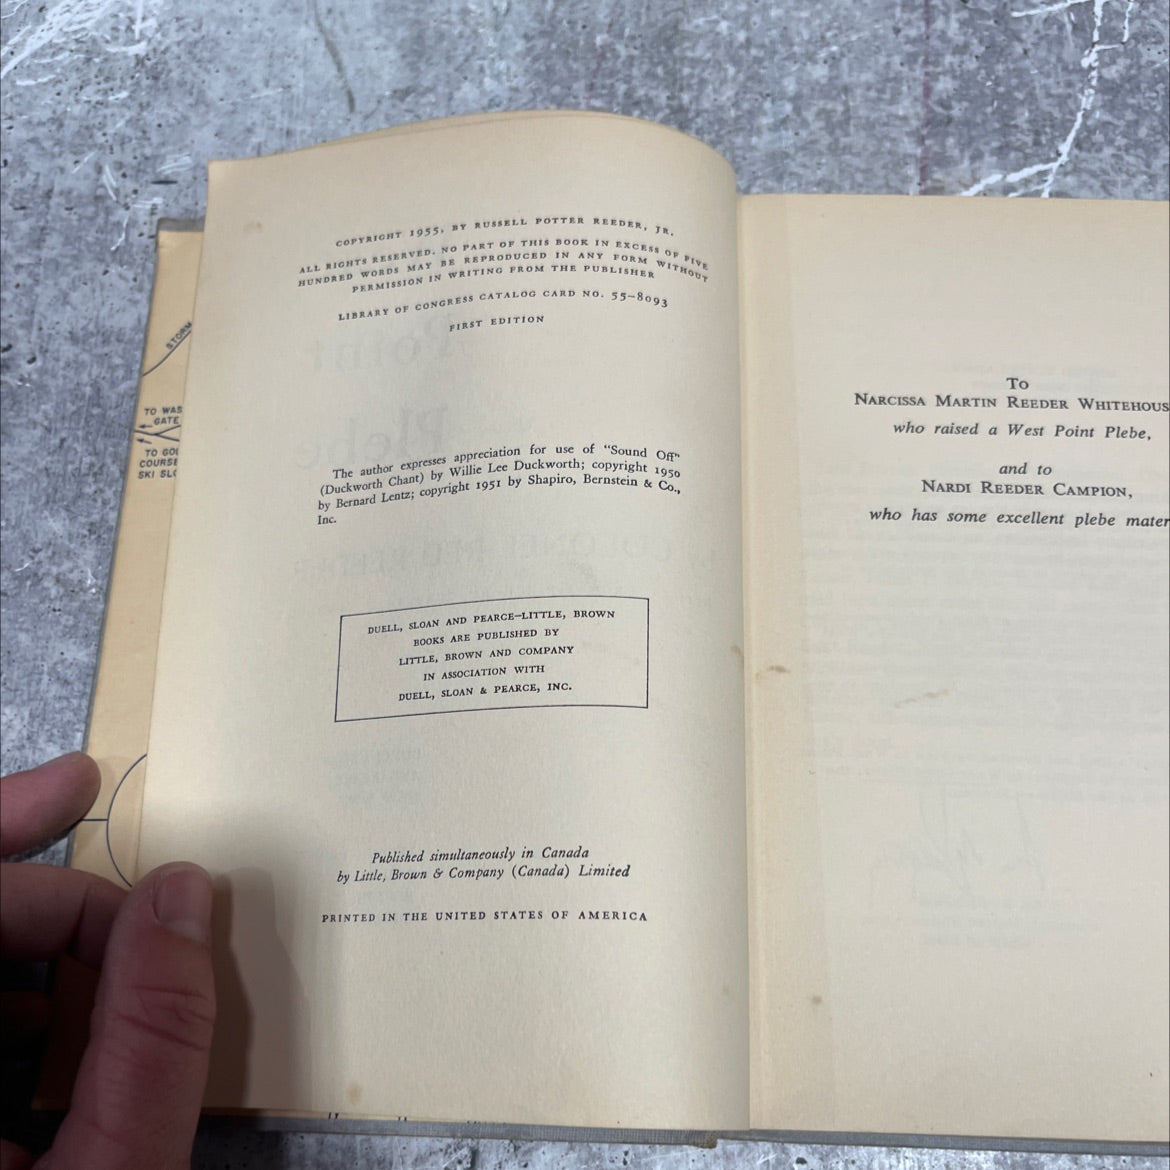 COPYRIGHT 1955, BY RUSSELL POTTER REEDER, JR.
ALL RIGHTS RESERVED. NO PART OF THIS BOOK IN EXCESS OF FIVE
HUNDRED WORDS MAY BE REPRODUCED IN ANY FORM WITHOUT
PERMISSION IN WRITING FROM THE PUBLISHER
LIBRARY OF CONGRESS CATALOG CARD NO. 55-8093
FIRST EDITION
The author expresses appreciation for use of "Sound Off"
(Duckworth Chant) by Willie Lee Duckworth; copyright 1950
by Bernard Lentz; copyright 1951 by Shapiro, Bernstein & Co.,
Inc.
DUELL, SLOAN AND PEARCE—LITTLE, BROWN
BOOKS ARE PUBLISHED BY
LITTLE, BROWN AND COMPANY
IN ASSOCIATION WITH
DUELL, SLOAN & PEARCE, INC.
Published simultaneously in Canada
by Little, Brown & Company (Canada) Limited
PRINTED IN THE UNITED STATES OF AMERICA
STORM
TO WAS
GATE
TO GOL
COURSE
SKI SLO
To
NARCISSA MARTIN REEDER WHITEHOUS
who raised a West Point Plebe,
and to
NARDI REEDER CAMPION,
who has some excellent plebe mater